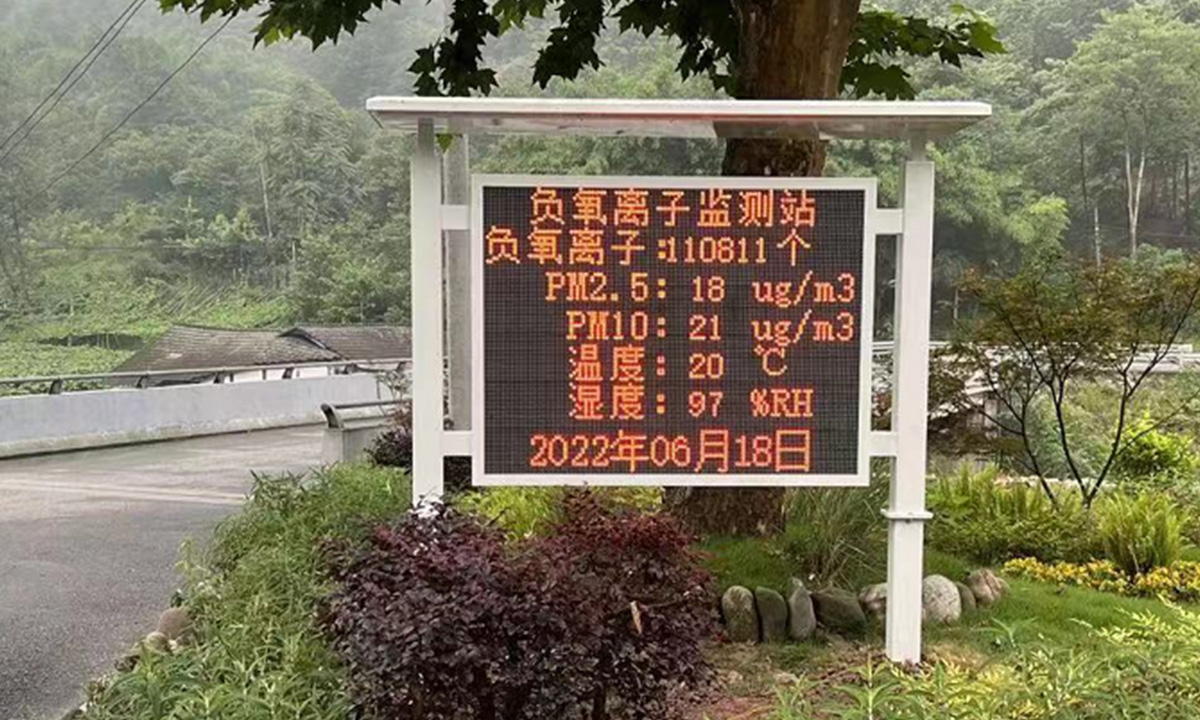 负氧离子监测站
负氧离子:110811个
PM2.5: 18 ug/m3
PM10: 21 ug/m3
温度: 20 ℃
湿度: 97 %RH
2022年06月18日